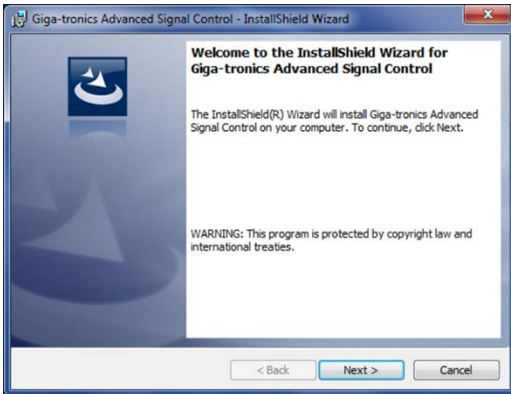 Giga-tronics Advanced Signal Control - InstallShield Wizard
Welcome to the InstallShield Wizard for
Giga-tronics Advanced Signal Control
The InstallShield(R) Wizard will install Giga-tronics Advanced
Signal Control on your computer. To continue, click Next.
WARNING: This program is protected by copyright law and
international treaties.
< Back
Next >
Cancel